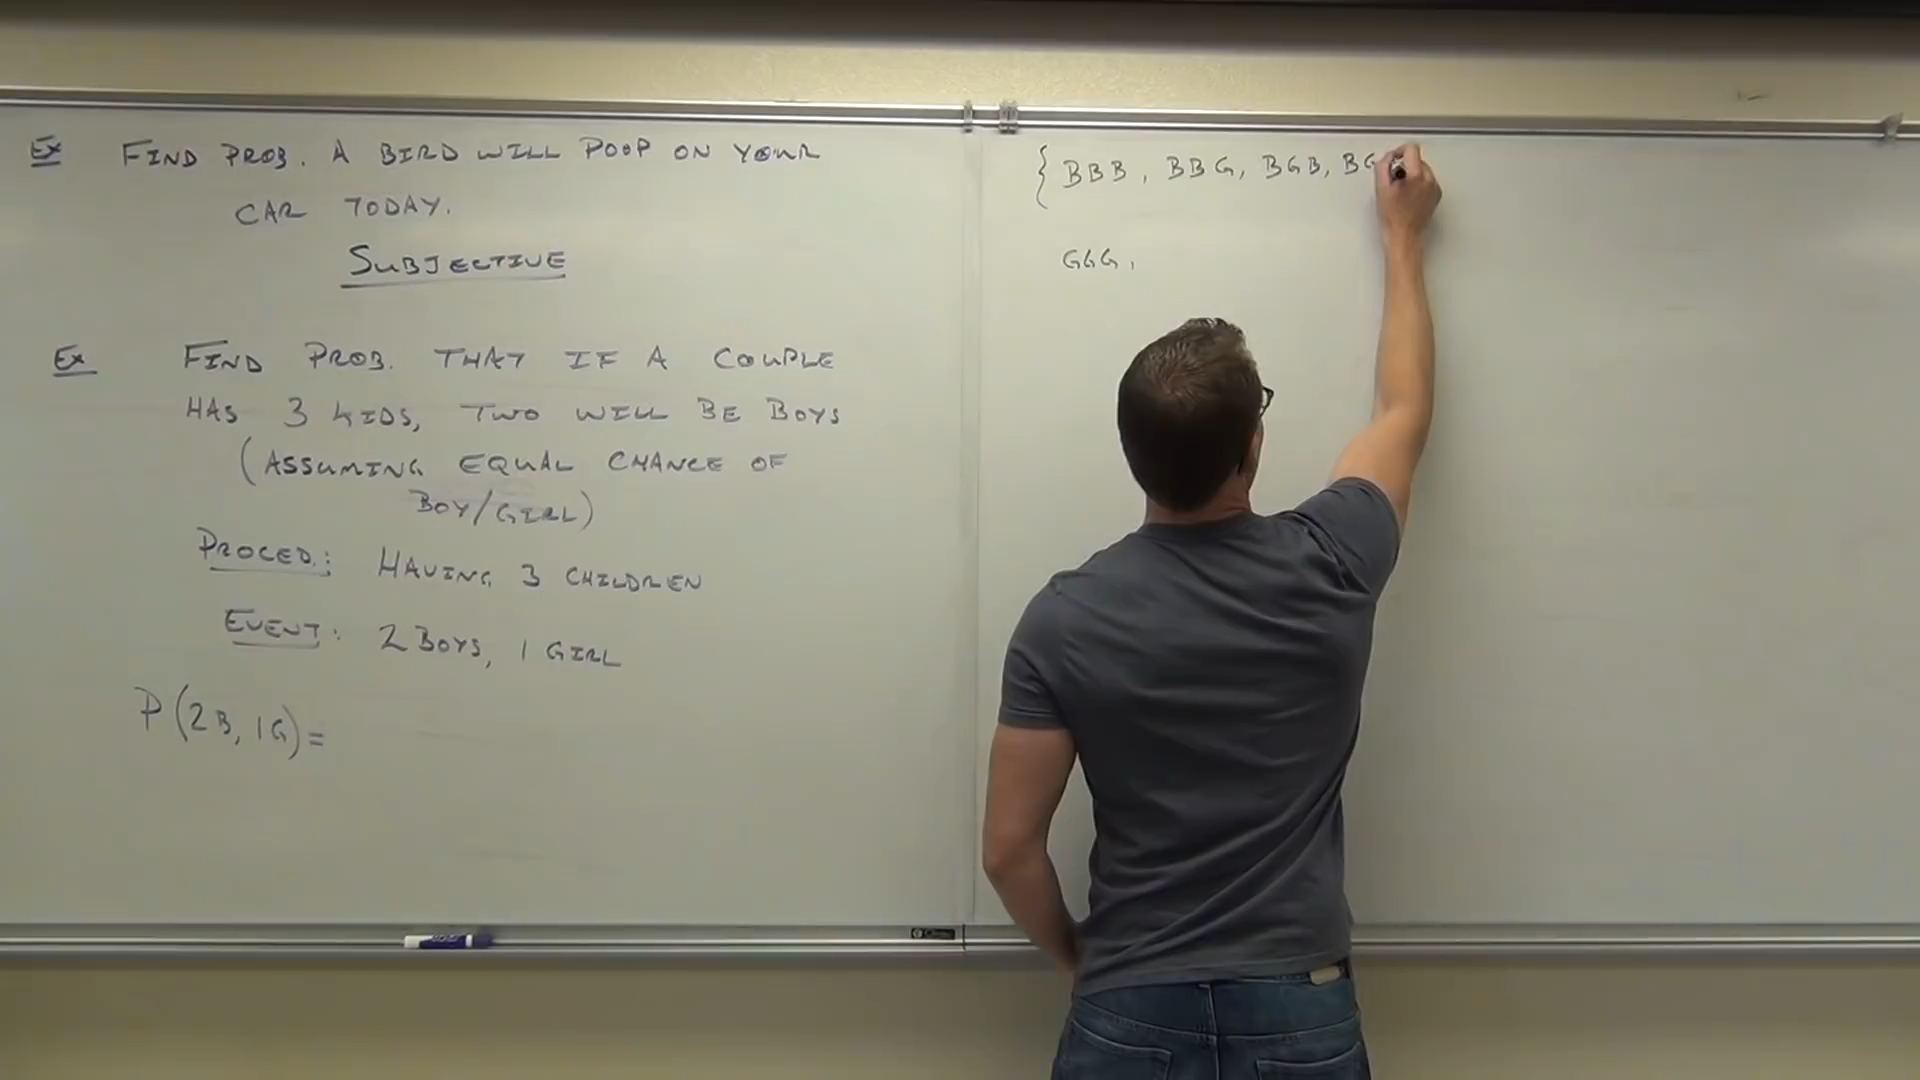 Ex FIND PROB. A BIRD WILL POOP ON YOUR
CAR TODAY.
SUBJECTIVE
Ex FIND PROB. THAT IF A COUPLE
HAS 3 KIDS, TWO WILL BE BOYS
(ASSUMING EQUAL CHANCE OF
BOY/GIRL)
PROCED.: HAVING 3 CHILDREN
EVENT: 2 BOYS, 1 GIRL
P(2B, 1G)=
{ BBB, BBG, BGB, BG
GGG,